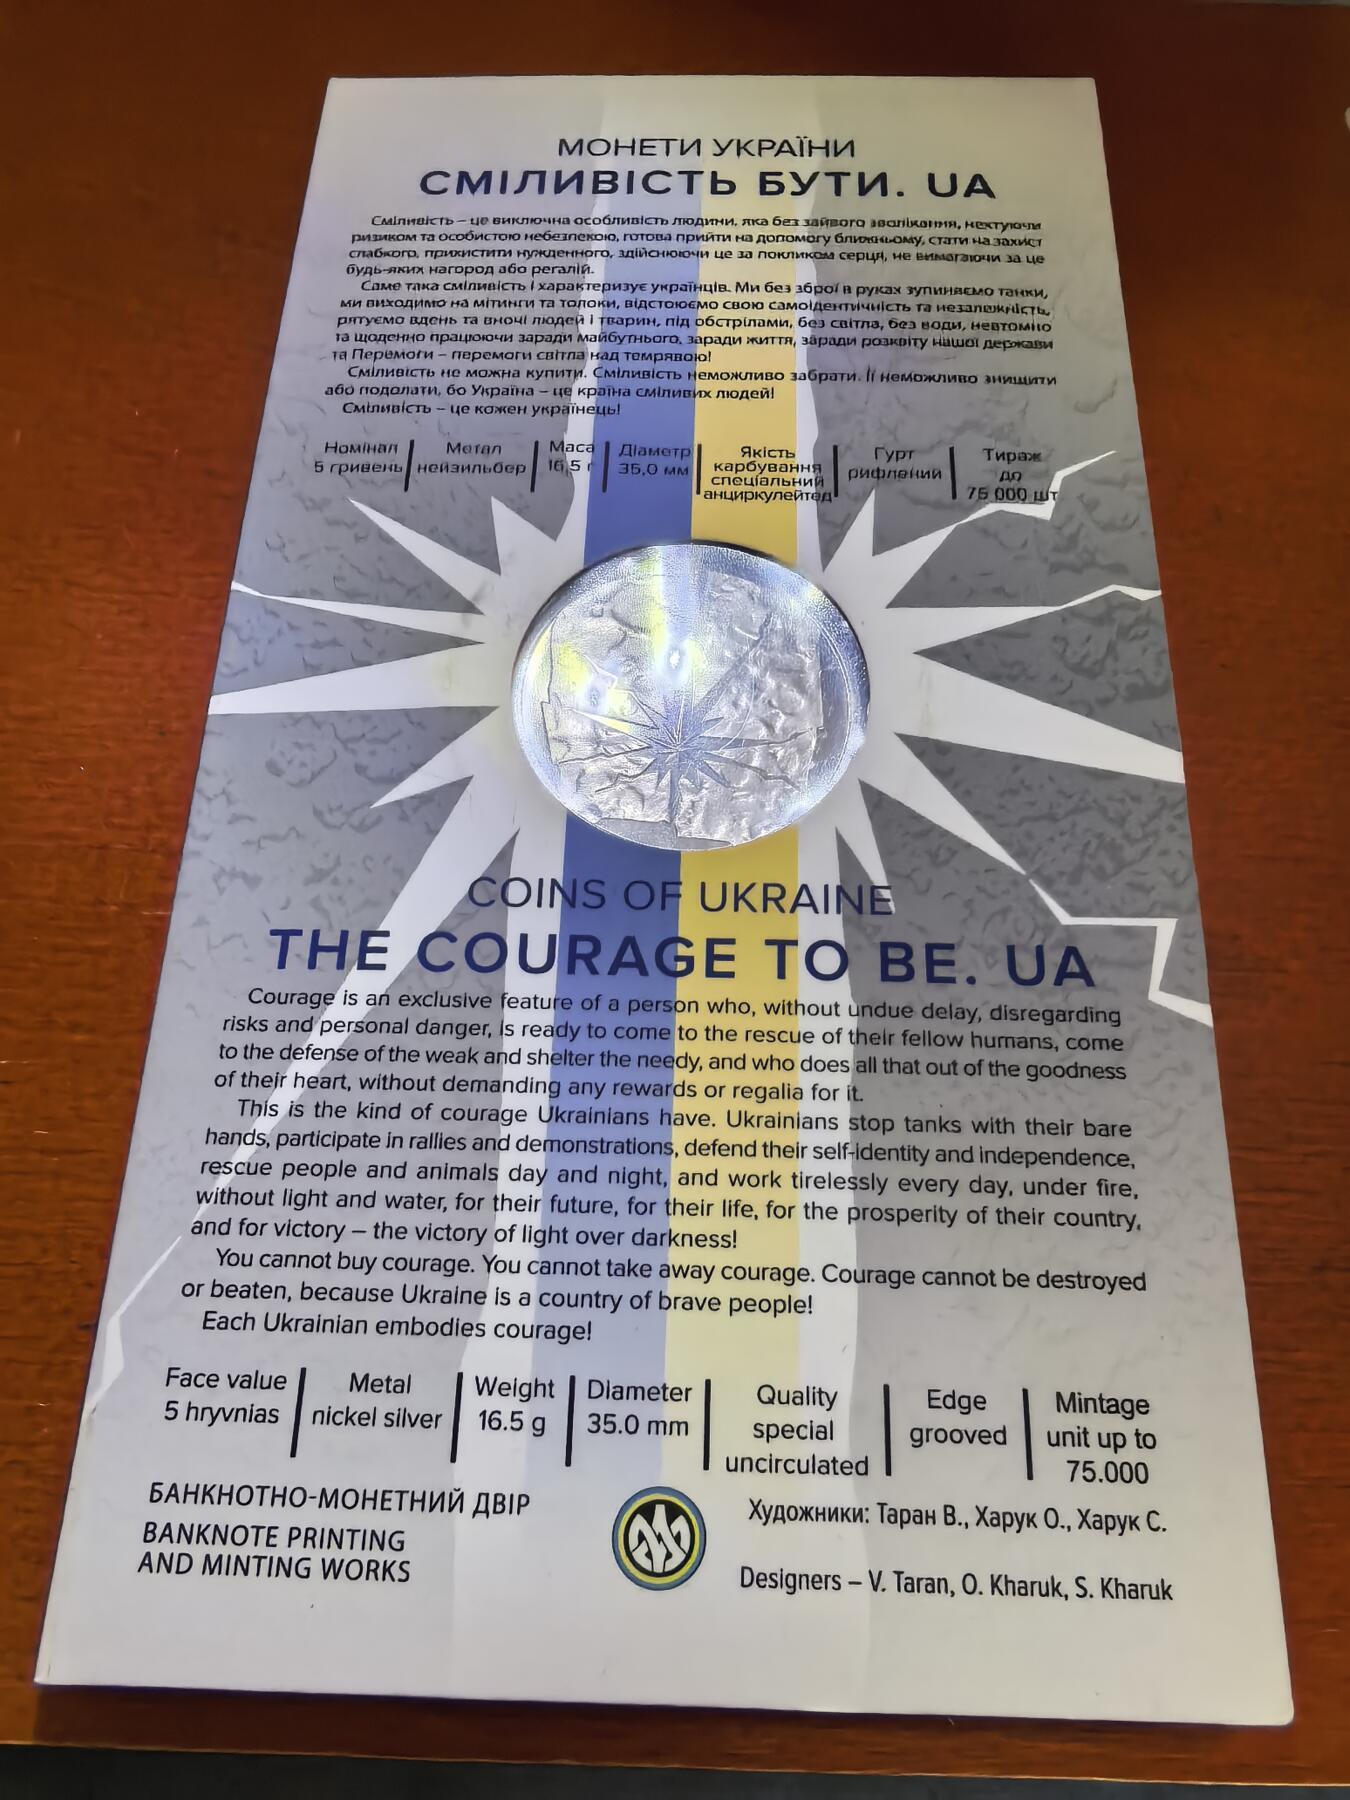 МОНЕТИ УКРАЇНИ
СМІЛИВІСТЬ БУТИ. UA
Сміливість – це виключна особливість людини, яка без зайвого зволікання, нехтуючи
ризиком та особистою небезпекою, готова прийти на допомогу ближньому, стати на захист
слабкого, прихистити нужденного, здійснюючи це за покликом серця, не вимагаючи за це
будь-яких нагород або регалій.
Саме така сміливість і характеризує українців. Ми без зброї в руках зупиняємо танки,
ми виходимо на мітинги та толоки, відстоюємо свою самоідентичність та незалежність,
рятуємо вдень та вночі людей і тварин, під обстрілами, без світла, без води, невтомно
та щоденно працюючи заради майбутнього, заради життя, заради розквіту нашої держави
та Перемоги – перемоги світла над темрявою!
Сміливість не можна купити. Сміливість неможливо забрати. Її неможливо знищити
або подолати, бо Україна – це країна сміливих людей!
Сміливість – це кожен українець!
Номінал Метал Маса Діаметр Якість Гурт Тираж
5 гривень нейзильбер 16,5 г 35,0 мм карбування рифлений до
спеціальний
анциркулейтед 75 000 шт
COINS OF UKRAINE
THE COURAGE TO BE. UA
Courage is an exclusive feature of a person who, without undue delay, disregarding
risks and personal danger, is ready to come to the rescue of their fellow humans, come
to the defense of the weak and shelter the needy, and who does all that out of the goodness
of their heart, without demanding any rewards or regalia for it.
This is the kind of courage Ukrainians have. Ukrainians stop tanks with their bare
hands, participate in rallies and demonstrations, defend their self-identity and independence,
rescue people and animals day and night, and work tirelessly every day, under fire,
without light and water, for their future, for their life, for the prosperity of their country,
and for victory – the victory of light over darkness!
You cannot buy courage. You cannot take away courage. Courage cannot be destroyed
or beaten, because Ukraine is a country of brave people!
Each Ukrainian embodies courage!
Face value Metal Weight Diameter Quality Edge Mintage
5 hryvnias nickel silver 16.5 g 35.0 mm special grooved unit up to
uncirculated 75.000
БАНКНОТНО-МОНЕТНИЙ ДВІР
BANKNOTE PRINTING
AND MINTING WORKS
Художники: Таран В., Харук О., Харук С.
Designers – V. Taran, O. Kharuk, S. Kharuk